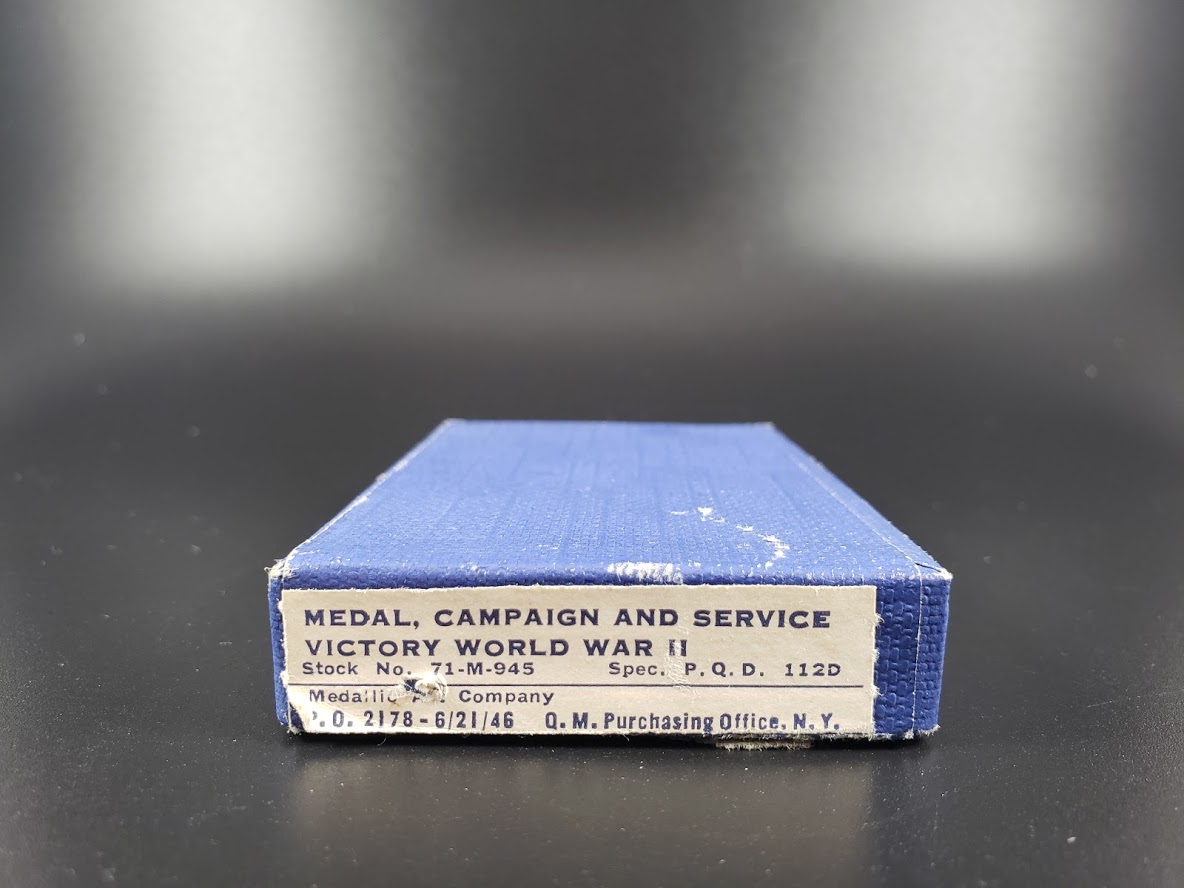 MEDAL, CAMPAIGN AND SERVICE
VICTORY WORLD WAR II
Stock No. 71-M-945 Spec. P.Q.D. 112D
Medallic Art Company
P.O. 2178-6/21/46 Q.M. Purchasing Office, N.Y.